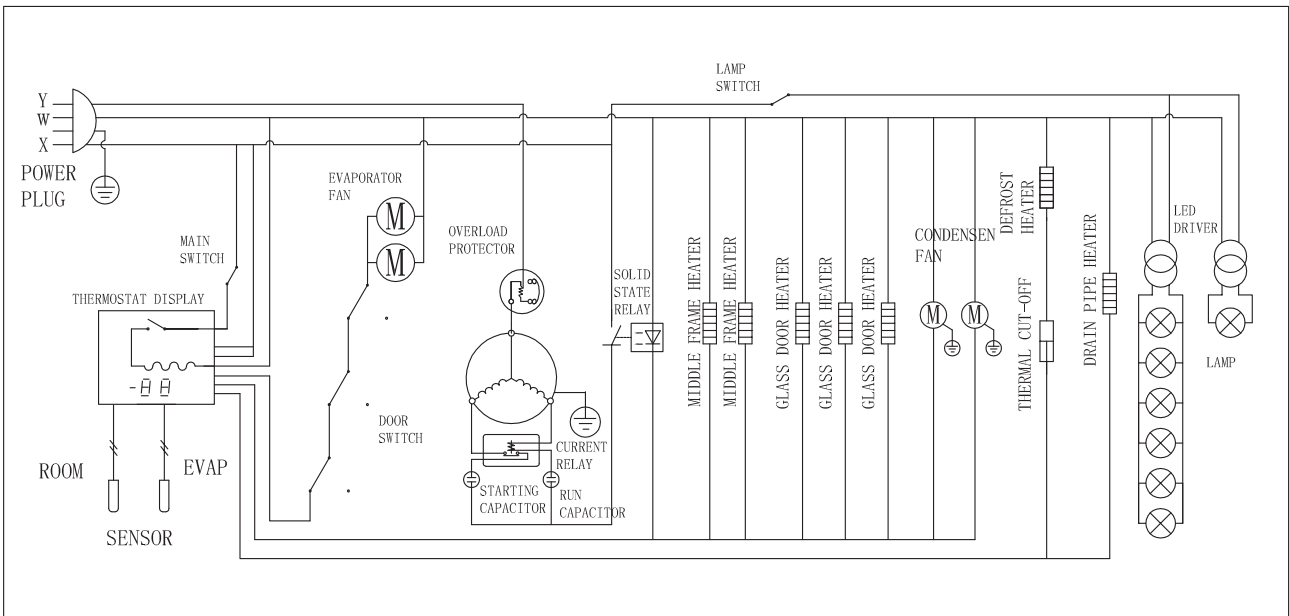 LAMP
SWITCH
Y
W
X
POWER
PLUG
MAIN
SWITCH
THERMOSTAT DISPLAY
-88
ROOM
EVAP
SENSOR
EVAPORATOR
FAN
M
M
DOOR
SWITCH
OVERLOAD
PROTECTOR
CURRENT
RELAY
STARTING
CAPACITOR
RUN
CAPACITOR
SOLID
STATE
RELAY
MIDDLE FRAME HEATER
MIDDLE FRAME HEATER
GLASS DOOR HEATER
GLASS DOOR HEATER
GLASS DOOR HEATER
CONDENSEN
FAN
M
M
DEFROST
HEATER
THERMAL CUT-OFF
DRAIN PIPE HEATER
LED
DRIVER
LAMP